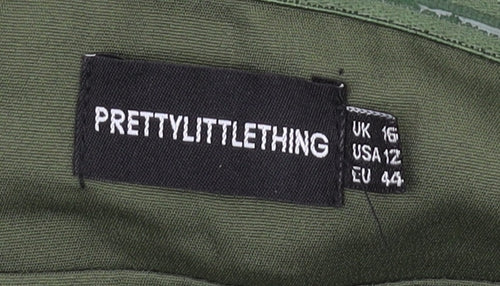 PRETTYLITTLETHING
UK 16
USA 12
EU 44